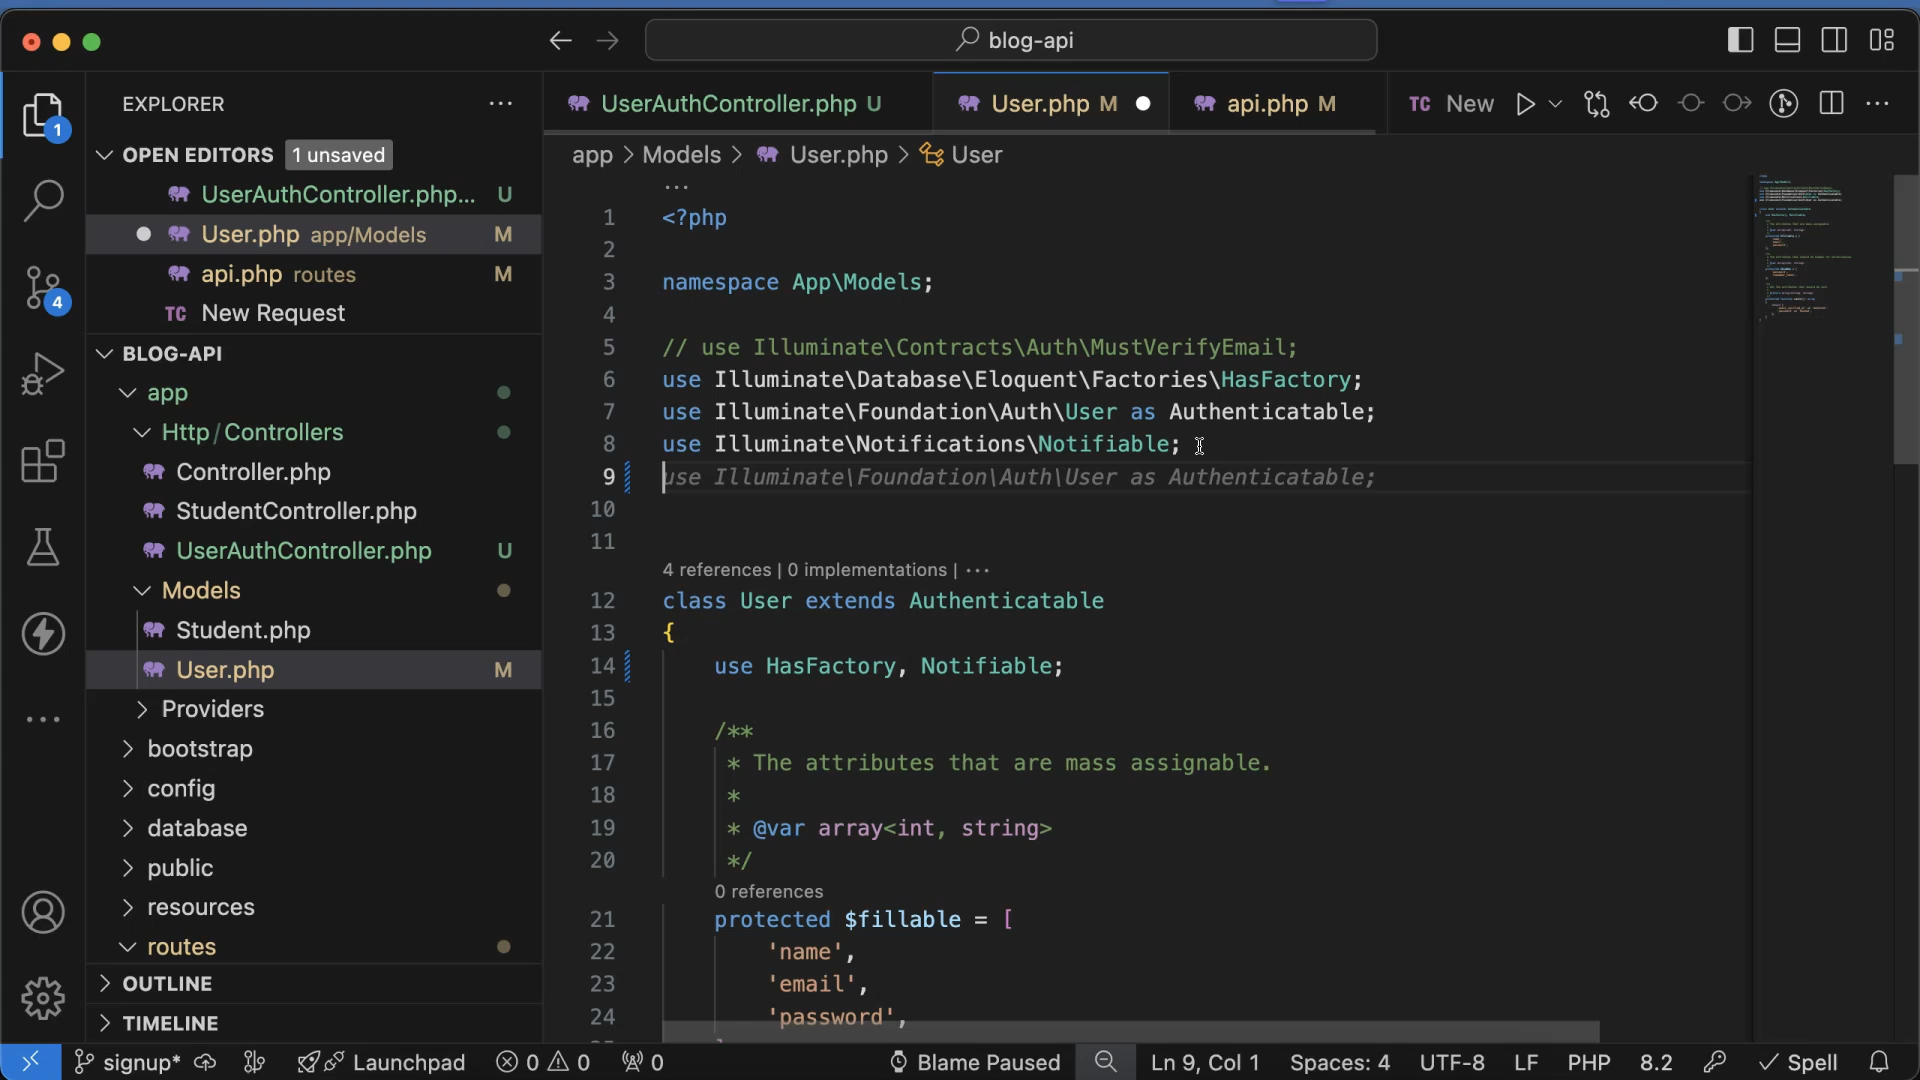 blog-api
EXPLORER
OPEN EDITORS 1 unsaved
UserAuthController.php... U
User.php app/Models M
api.php routes M
TC New Request
BLOG-API
app
Http/Controllers
Controller.php
StudentController.php
UserAuthController.php U
Models
Student.php
User.php M
Providers
bootstrap
config
database
public
resources
routes
OUTLINE
TIMELINE
1
4
UserAuthController.php U
User.php M
api.php M
TC New
app > Models > User.php > User
...
1 <?php
2
3 namespace App\Models;
4
5 // use Illuminate\Contracts\Auth\MustVerifyEmail;
6 use Illuminate\Database\Eloquent\Factories\HasFactory;
7 use Illuminate\Foundation\Auth\User as Authenticatable;
8 use Illuminate\Notifications\Notifiable;
9 use Illuminate\Foundation\Auth\User as Authenticatable;
10
11
4 references | 0 implementations | ...
12 class User extends Authenticatable
13 {
14 use HasFactory, Notifiable;
15
16 /**
17 * The attributes that are mass assignable.
18 *
19 * @var array<int, string>
20 */
0 references
21 protected $fillable = [
22 'name',
23 'email',
24 'password',
signup* Launchpad 0 0 0 Blame Paused Ln 9, Col 1 Spaces: 4 UTF-8 LF PHP 8.2 Spell